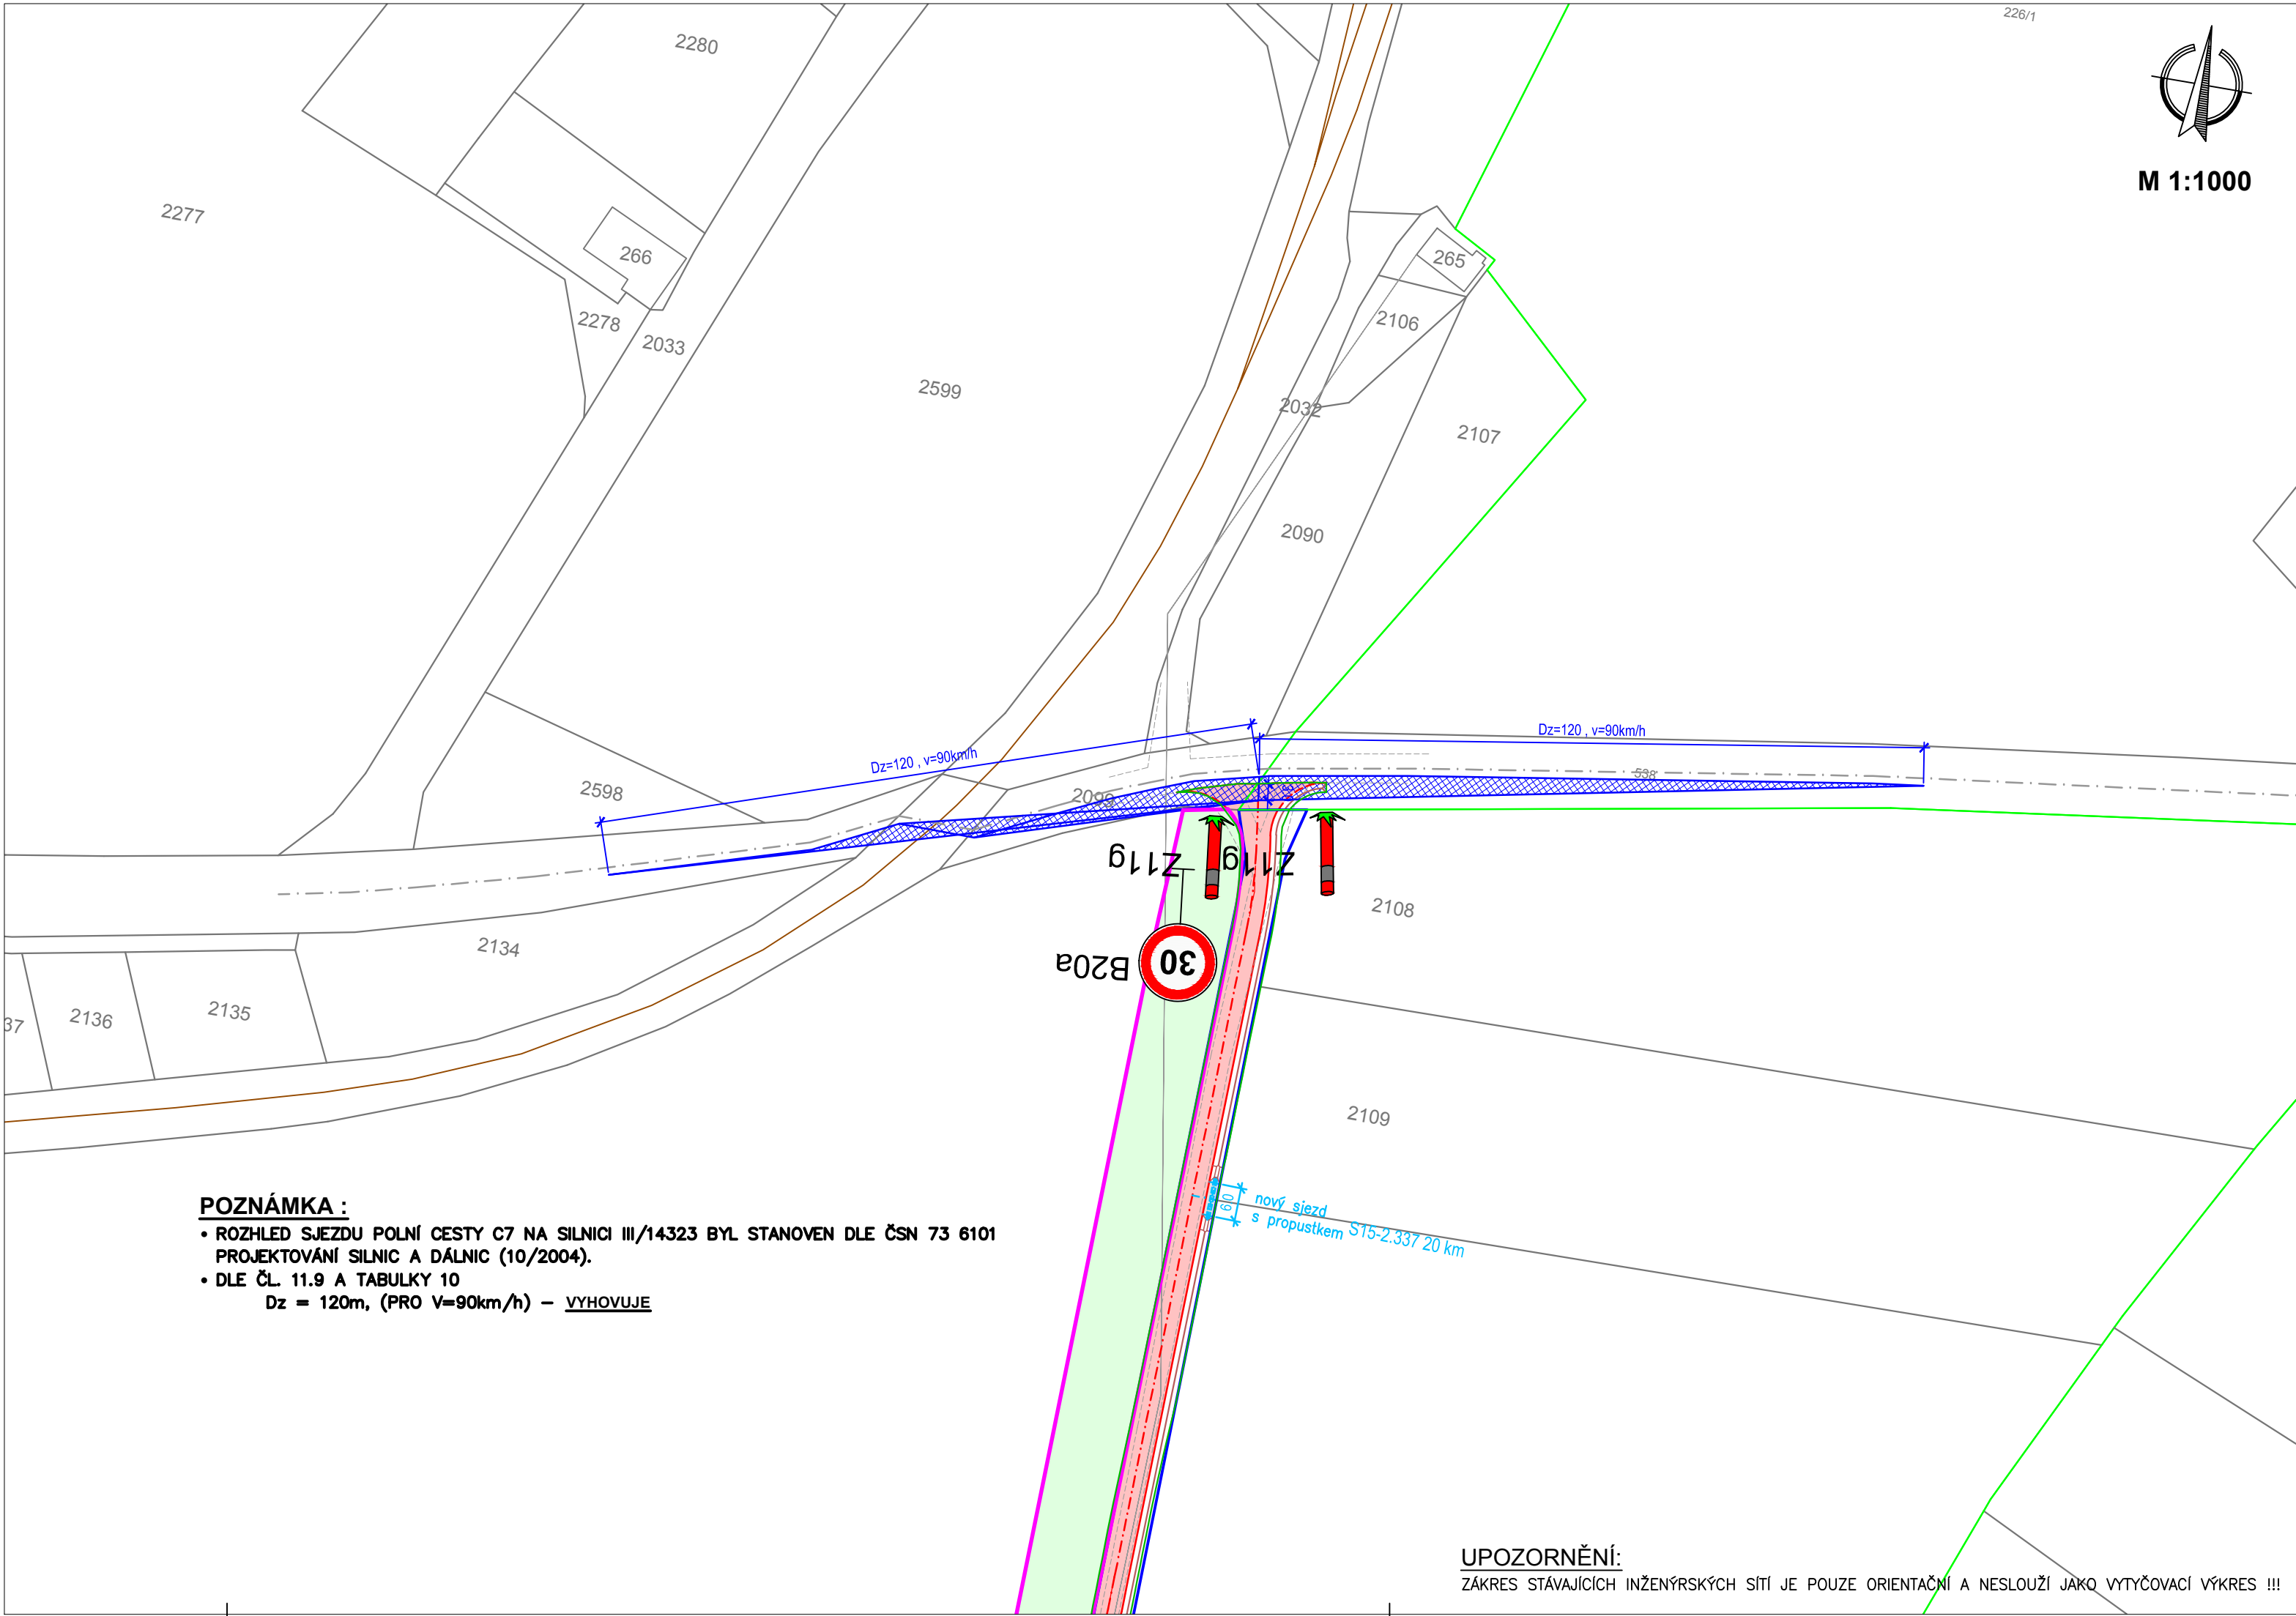 226/1
2280
M 1:1000
2277
266
265
2278
2106
2033
2599
2032
2107
2090
Dz=120 , v=90km/h
Dz=120 , v=90km/h
538
2598
2099
Z11g
Z11g
2108
2134
B20a
30
2135
2136
37
2109
POZNÁMKA :
• ROZHLED SJEZDU POLNÍ CESTY C7 NA SILNICI III/14323 BYL STANOVEN DLE ČSN 73 6101
PROJEKTOVÁNÍ SILNIC A DÁLNIC (10/2004).
• DLE ČL. 11.9 A TABULKY 10
Dz = 120m, (PRO V=90km/h) – VYHOVUJE
nový sjezd
s propustkem S15-2.337 20 km
UPOZORNĚNÍ:
ZÁKRES STÁVAJÍCÍCH INŽENÝRSKÝCH SÍTÍ JE POUZE ORIENTAČNÍ A NESLOUŽÍ JAKO VYTYČOVACÍ VÝKRES !!!